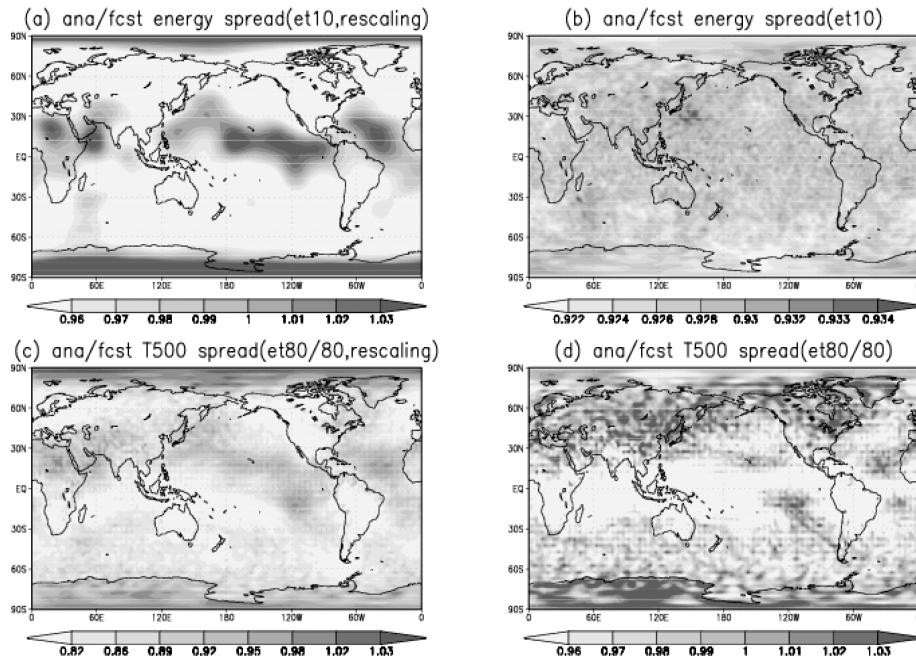 (a) ana/fcst energy spread(et10,rescaling)
90N
60N
30N
EQ
30S
60S
90S
0
60E
120E
180
120W
60W
0
0.96
0.97
0.98
0.99
1
1.01
1.02
1.03
(b) ana/fcst energy spread(et10)
90N
60N
30N
EQ
30S
60S
90S
0
60E
120E
180
120W
60W
0.922
0.924
0.926
0.928
0.93
0.932
0.933
0.934
(c) ana/fcst T500 spread(et80/80,rescaling)
90N
60N
30N
EQ
30S
60S
90S
0
60E
120E
180
120W
60W
0
0.82
0.86
0.89
0.92
0.95
0.98
1.02
1.03
(d) ana/fcst T500 spread(et80/80)
90N
60N
30N
EQ
30S
60S
90S
0
60E
120E
180
120W
60W
0.96
0.97
0.98
0.99
1
1.01
1.02
1.03